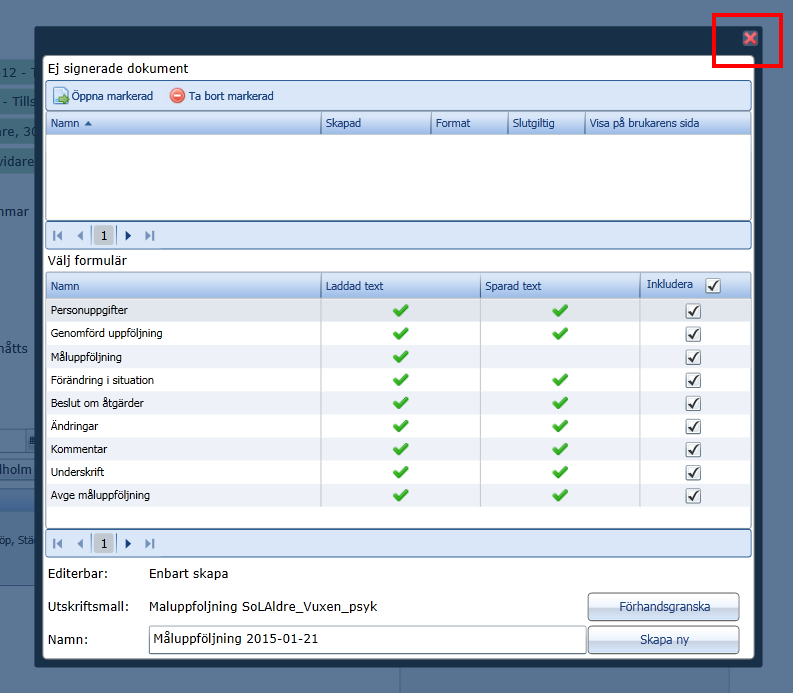 12 - T
- Tills
are, 30
vidare
mmar
nåtts
lholm
öp, Stä
Ej signerade dokument
Öppna markerad Ta bort markerad
Namn Skapad Format Slutgiltig Visa på brukarens sida
1
Välj formulär
Namn Laddad text Sparad text Inkludera
Personuppgifter
Genomförd uppföljning
Måluppföljning
Förändring i situation
Beslut om åtgärder
Ändringar
Kommentar
Underskrift
Avge måluppföljning
1
Editerbar: Enbart skapa
Utskriftsmall: Maluppfoljning SoLAldre_Vuxen_psyk Förhandsgranska
Namn: Måluppföljning 2015-01-21 Skapa ny